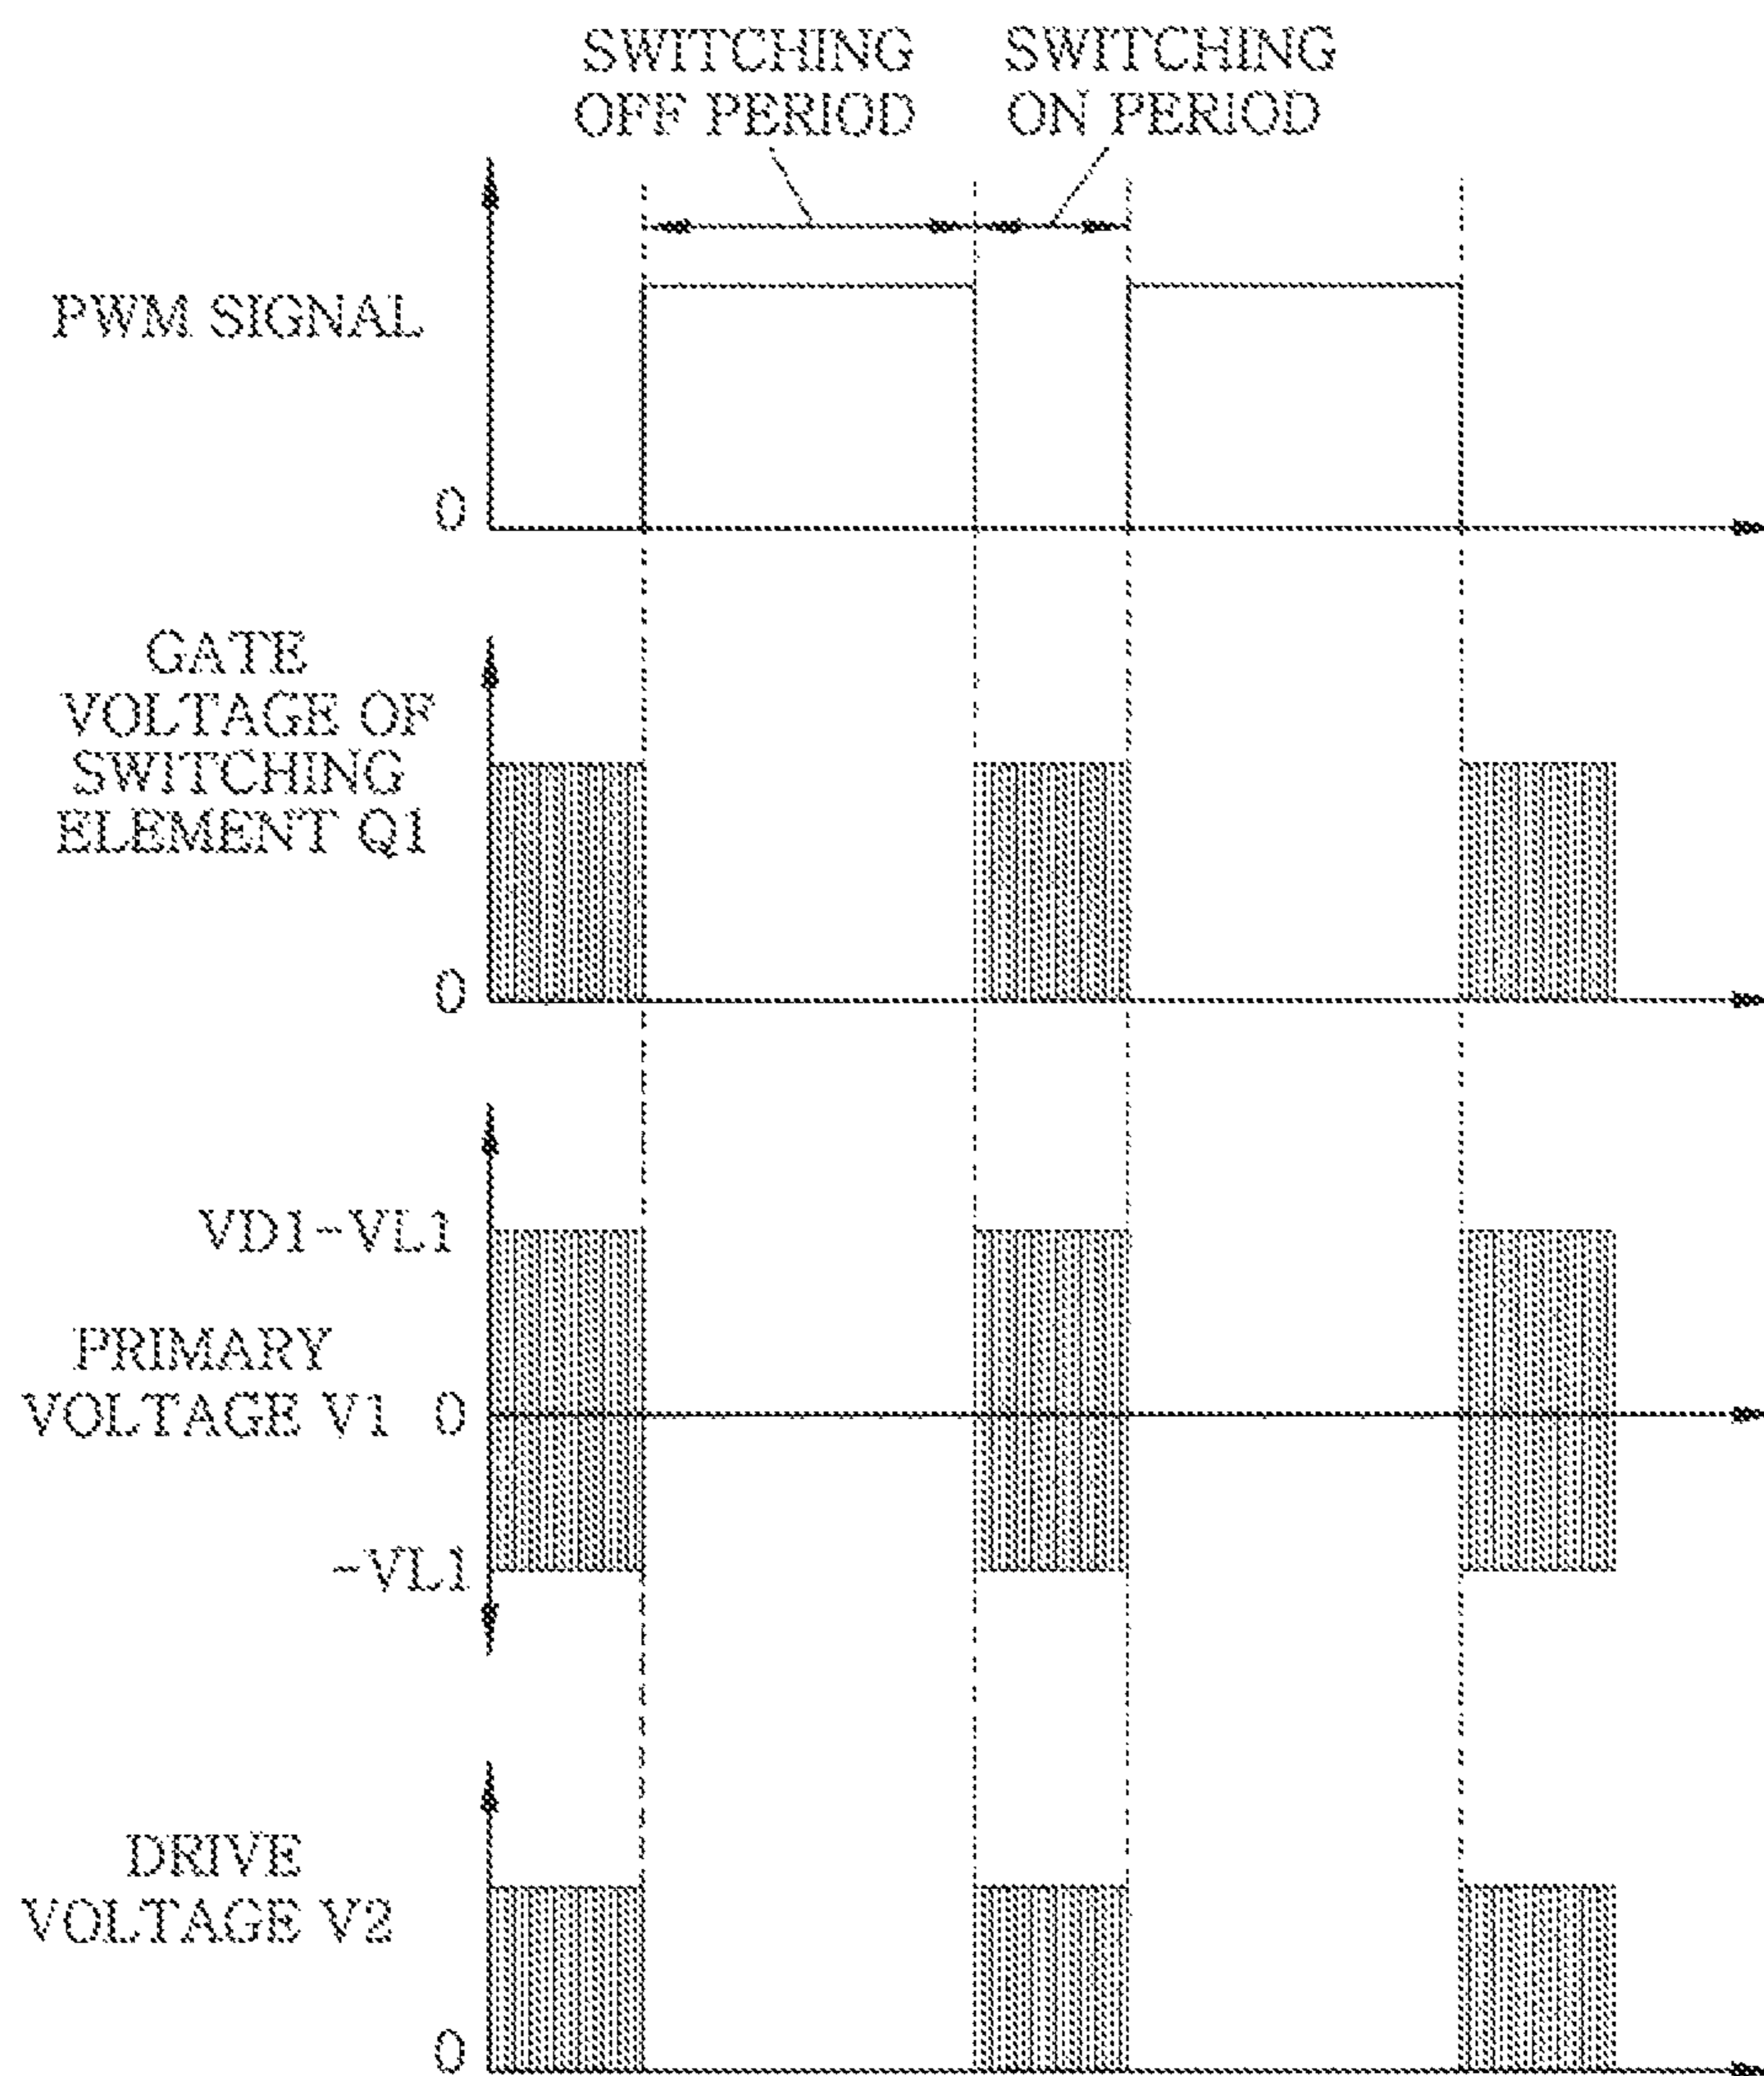 SWITCHING
OFF PERIOD
SWITCHING
ON PERIOD
PWM SIGNAL
0
GATE
VOLTAGE OF
SWITCHING
ELEMENT Q1
0
VD1-VL1
PRIMARY
VOLTAGE V1
0
-VL1
DRIVE
VOLTAGE V2
0